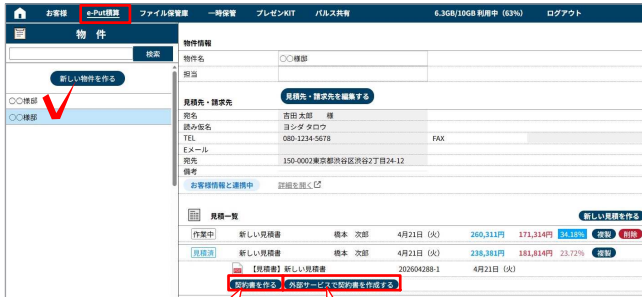 お客様 e-Put積算 ファイル保管庫 一時保管 プレゼンKIT パルス共有 6.3GB/10GB 利用中（63%） ログアウト
物 件
検索
新しい物件を作る
〇〇様邸
〇〇様邸
物件情報
物件名 〇〇様邸
担当
見積先・請求先 見積先・請求先を編集する
宛名 吉田 太郎 様
読み仮名 ヨシダ タロウ
TEL 080-1234-5678 FAX
Eメール
宛先 150-0002東京都渋谷区渋谷2丁目24-12
備考
お客様情報と連携中 詳細を開く
見積一覧 新しい見積を作る
作業中 新しい見積書 橋本 次郎 4月21日（火） 260,311円 171,314円 34.18% 複製 削除
見積済 新しい見積書 橋本 次郎 4月21日（火） 238,381円 181,814円 23.72% 複製
【見積書】新しい見積書 202604288-1 4月21日（火）
契約書を作る 外部サービスで契約書を作成する